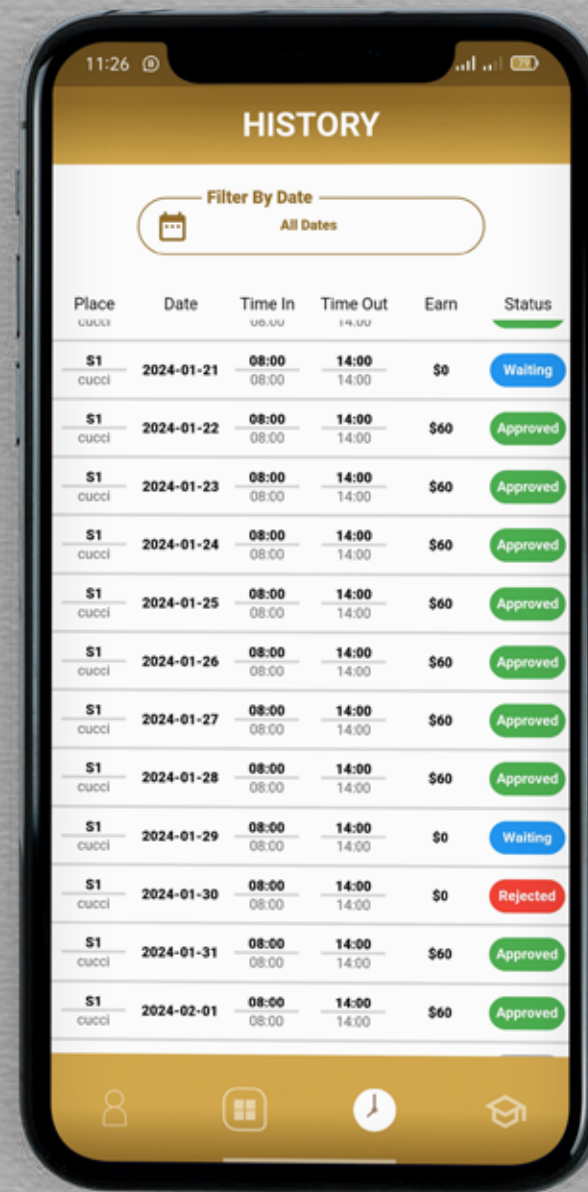 11:26
79
HISTORY
Filter By Date
All Dates
Place Date Time In Time Out Earn Status
cucci 08:00 14:00
S1 2024-01-21 08:00 14:00 $0 Waiting
cucci 08:00 14:00
S1 2024-01-22 08:00 14:00 $60 Approved
cucci 08:00 14:00
S1 2024-01-23 08:00 14:00 $60 Approved
cucci 08:00 14:00
S1 2024-01-24 08:00 14:00 $60 Approved
cucci 08:00 14:00
S1 2024-01-25 08:00 14:00 $60 Approved
cucci 08:00 14:00
S1 2024-01-26 08:00 14:00 $60 Approved
cucci 08:00 14:00
S1 2024-01-27 08:00 14:00 $60 Approved
cucci 08:00 14:00
S1 2024-01-28 08:00 14:00 $60 Approved
cucci 08:00 14:00
S1 2024-01-29 08:00 14:00 $0 Waiting
cucci 08:00 14:00
S1 2024-01-30 08:00 14:00 $0 Rejected
cucci 08:00 14:00
S1 2024-01-31 08:00 14:00 $60 Approved
cucci 08:00 14:00
S1 2024-02-01 08:00 14:00 $60 Approved
cucci 08:00 14:00